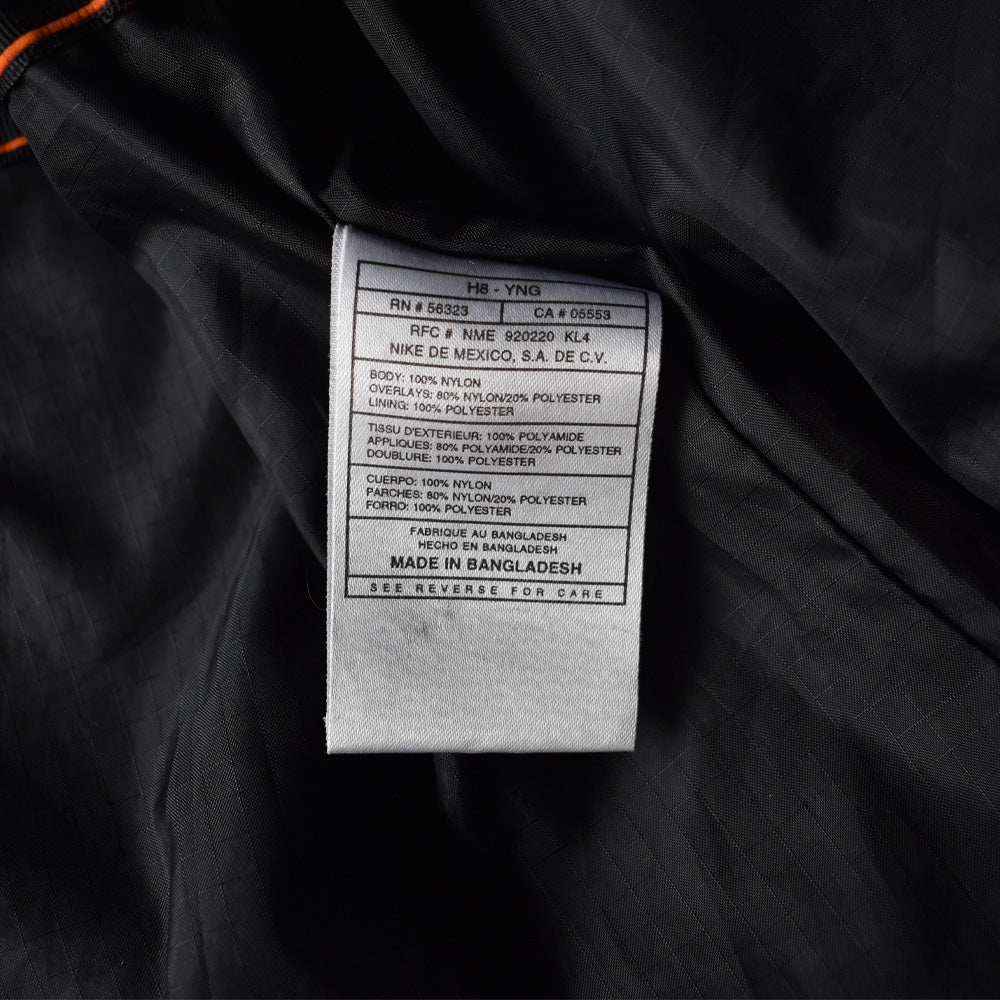 H8 - YNG
RN # 56323 CA # 05553
RFC # NME 920220 KL4
NIKE DE MEXICO, S.A. DE C.V.
BODY: 100% NYLON
OVERLAYS: 80% NYLON/20% POLYESTER
LINING: 100% POLYESTER
TISSU D'EXTERIEUR: 100% POLYAMIDE
APPLIQUES: 80% POLYAMIDE/20% POLYESTER
DOUBLURE: 100% POLYESTER
CUERPO: 100% NYLON
PARCHES: 80% NYLON/20% POLYESTER
FORRO: 100% POLYESTER
FABRIQUE AU BANGLADESH
HECHO EN BANGLADESH
MADE IN BANGLADESH
SEE REVERSE FOR CARE